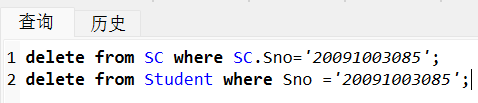 查询 历史
1 delete from SC where SC.Sno='20091003085';
2 delete from Student where Sno ='20091003085';